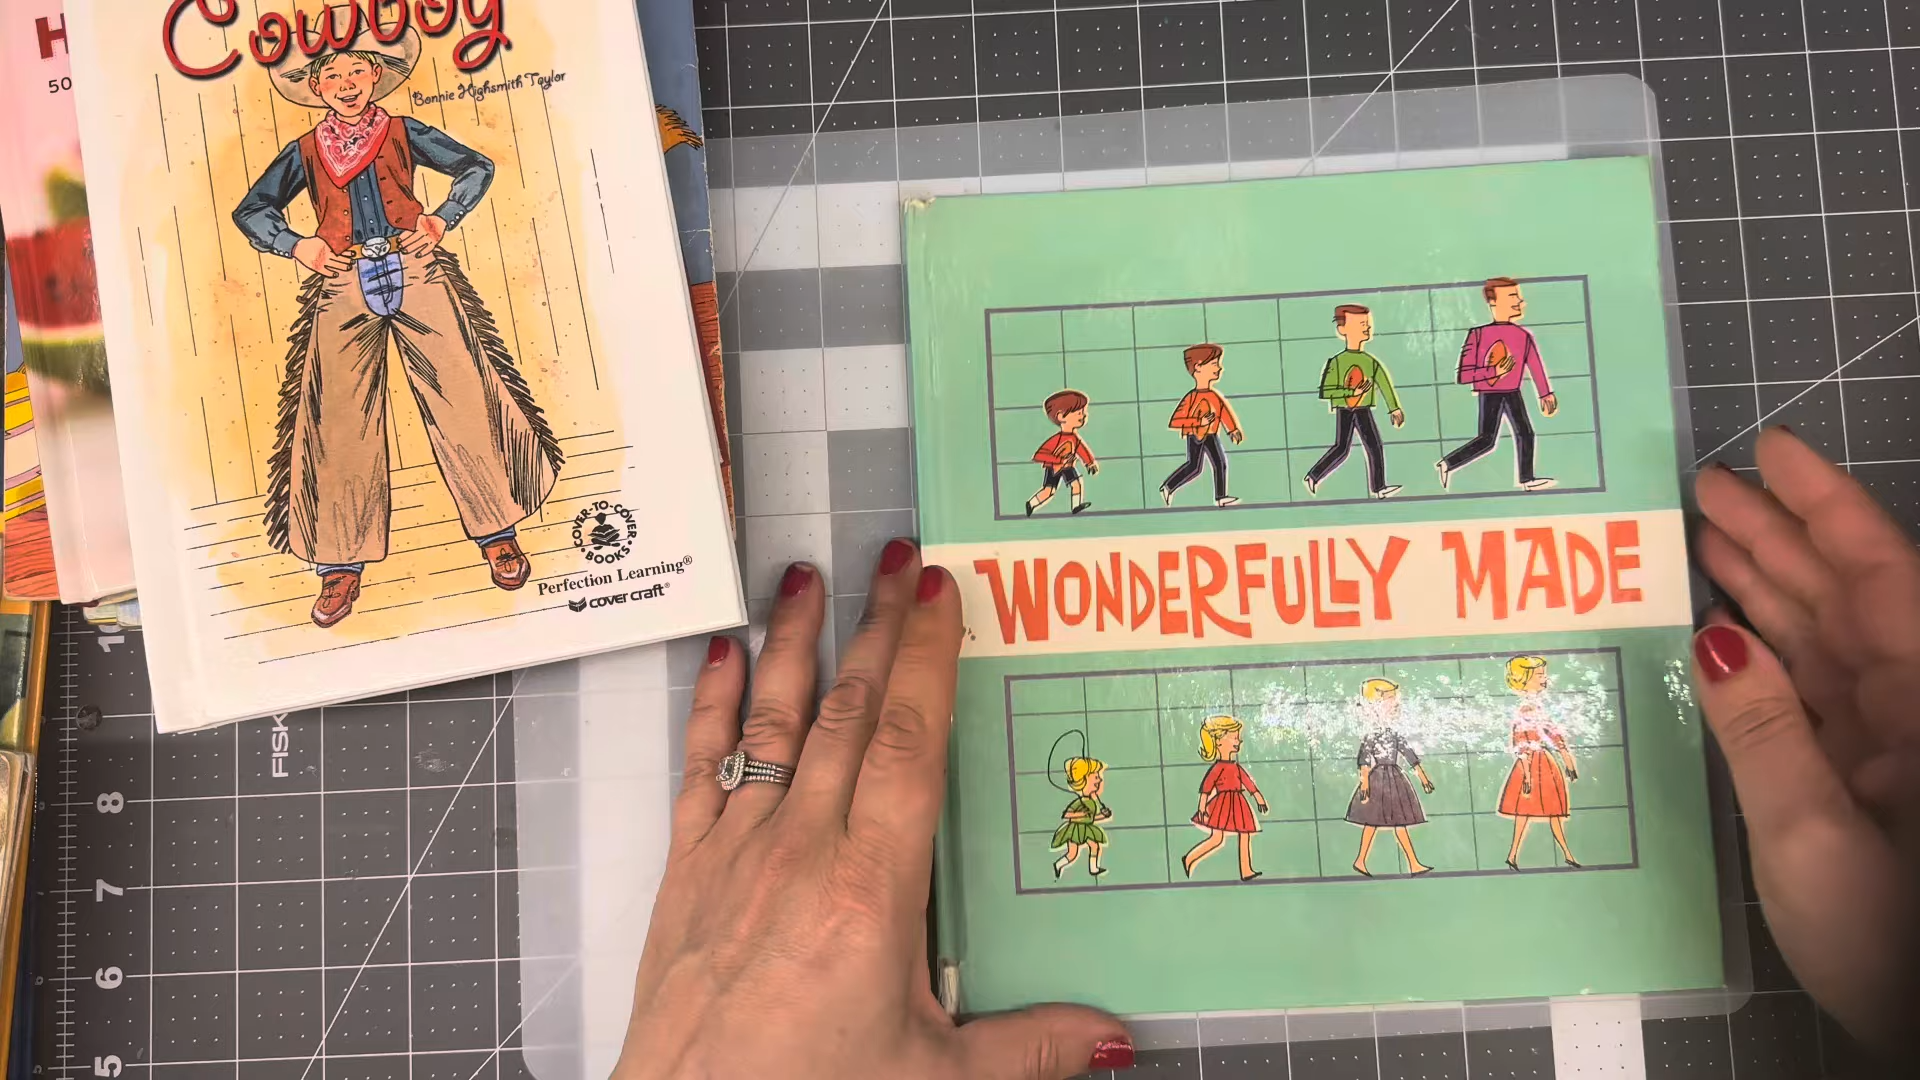 Cowboy
Bonnie Highsmith Taylor
COVER-TO-COVER
BOOKS
Perfection Learning®
cover craft®
H
50
WONDERFULLY MADE
FISK
10
8
7
6
5